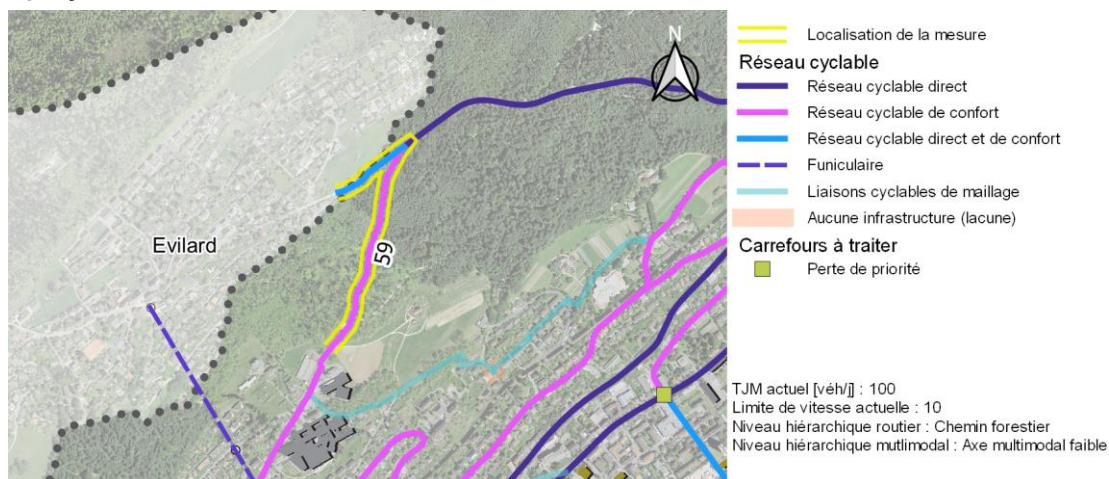 N
Evilard
59
Localisation de la mesure
Réseau cyclable
Réseau cyclable direct
Réseau cyclable de confort
Réseau cyclable direct et de confort
Funiculaire
Liaisons cyclables de maillage
Aucune infrastructure (lacune)
Carrefours à traiter
Perte de priorité
TJM actuel [véh/j] : 100
Limite de vitesse actuelle : 10
Niveau hiérarchique routier : Chemin forestier
Niveau hiérarchique mutlimodal : Axe multimodal faible